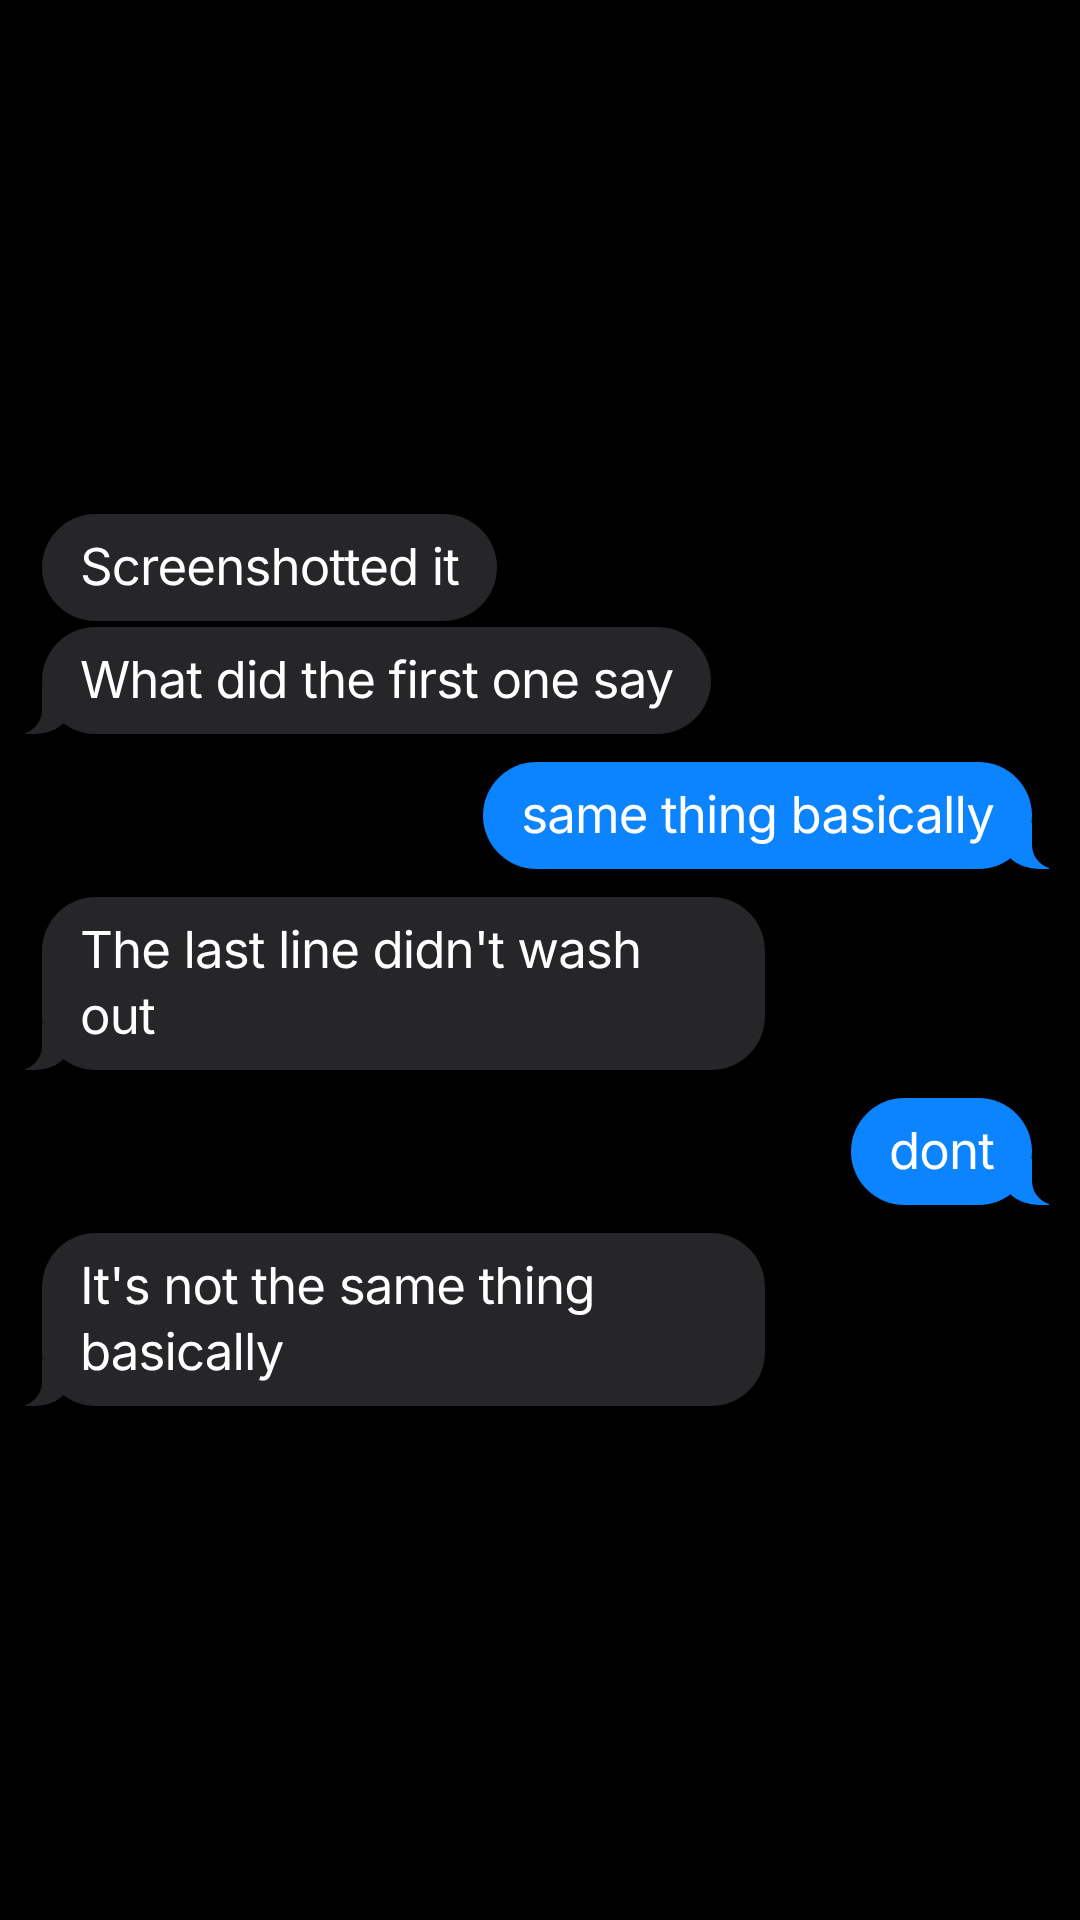 Screenshotted it
What did the first one say
same thing basically
The last line didn't wash
out
dont
It's not the same thing
basically